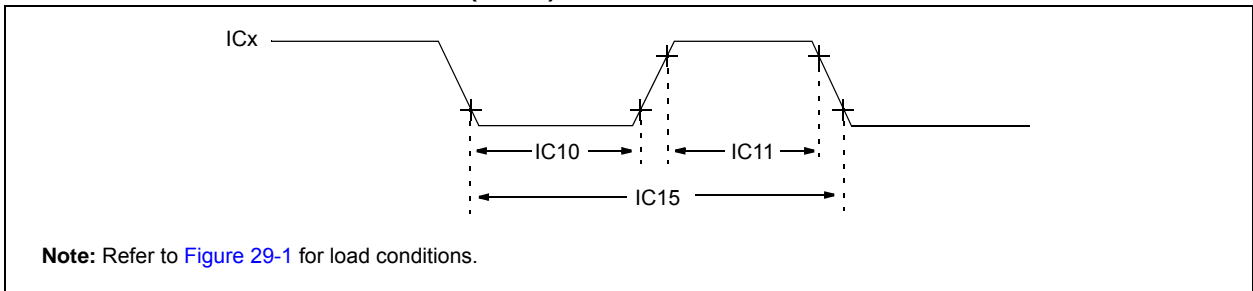 ICx
IC10
IC11
IC15
Note: Refer to Figure 29-1 for load conditions.